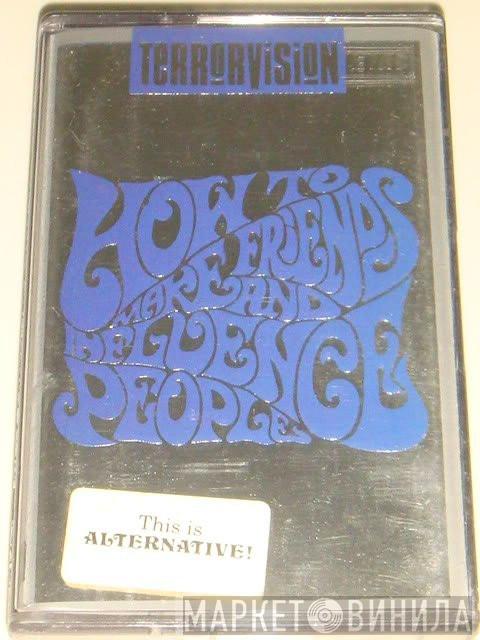 TERRORVISION
HOW TO
MAKE FRIENDS
AND
INFLUENCE
PEOPLE
This is
ALTERNATIVE!
МАРКЕТ ВИНИЛА